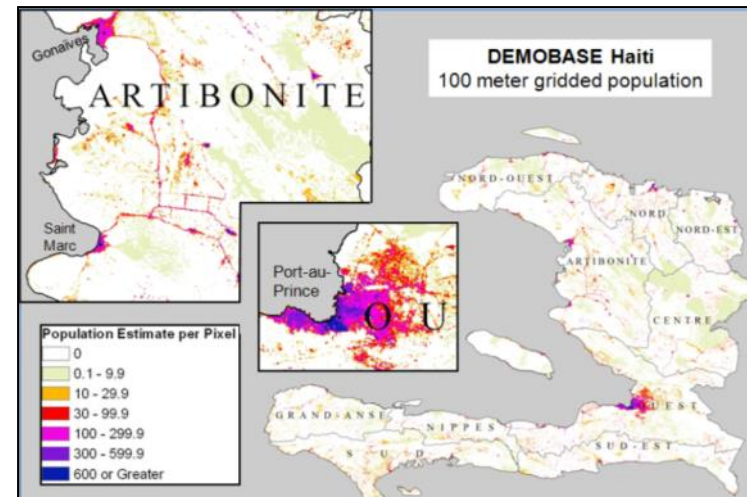 DEMOBASE Haiti
100 meter gridded population
Gonaïves
ARTIBONITE
Saint
Marc
Port-au-
Prince
O U
Population Estimate per Pixel
0
0.1 - 9.9
10 - 29.9
30 - 99.9
100 - 299.9
300 - 599.9
600 or Greater
NORD-OUEST
NORD
NORD-EST
ARTIBONITE
CENTRE
OUEST
GRAND-ANSE
NIPPES
SUD
SUD-EST